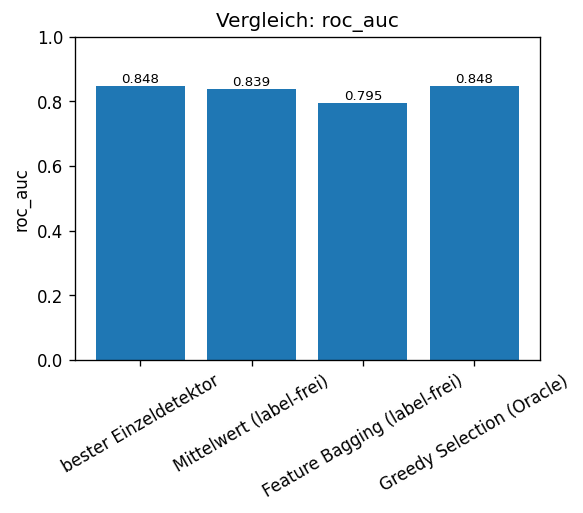 Vergleich: roc_auc
roc_auc
1.0
0.8
0.6
0.4
0.2
0.0
0.848
0.839
0.795
0.848
bester Einzeldetektor
Mittelwert (label-frei)
Feature Bagging (label-frei)
Greedy Selection (Oracle)